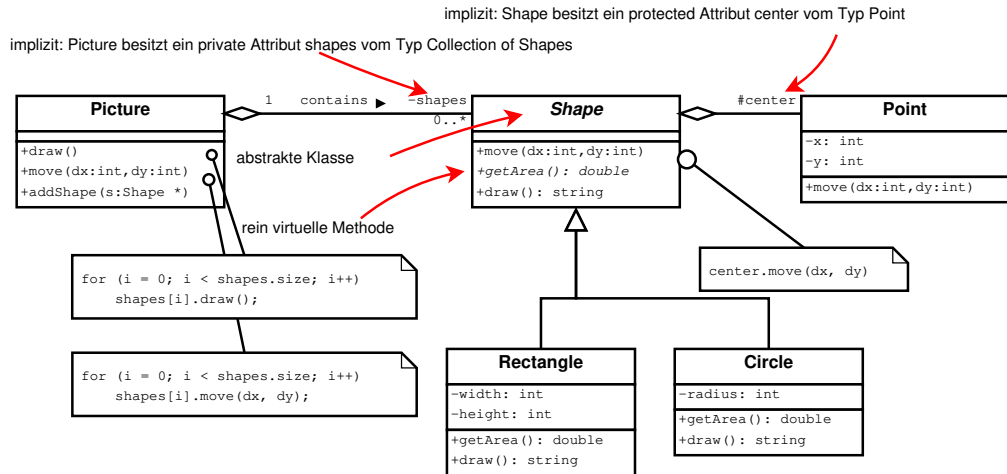 implizit: Shape besitzt ein protected Attribut center vom Typ Point
implizit: Picture besitzt ein private Attribut shapes vom Typ Collection of Shapes
Picture
+draw()
+move(dx:int,dy:int)
+addShape(s:Shape *)
1 contains ▶ -shapes
0..*
abstrakte Klasse
rein virtuelle Methode
Shape
+move(dx:int,dy:int)
+getArea(): double
+draw(): string
#center
Point
-x: int
-y: int
+move(dx:int,dy:int)
for (i = 0; i < shapes.size; i++)
shapes[i].draw();
center.move(dx, dy)
for (i = 0; i < shapes.size; i++)
shapes[i].move(dx, dy);
Rectangle
-width: int
-height: int
+getArea(): double
+draw(): string
Circle
-radius: int
+getArea(): double
+draw(): string